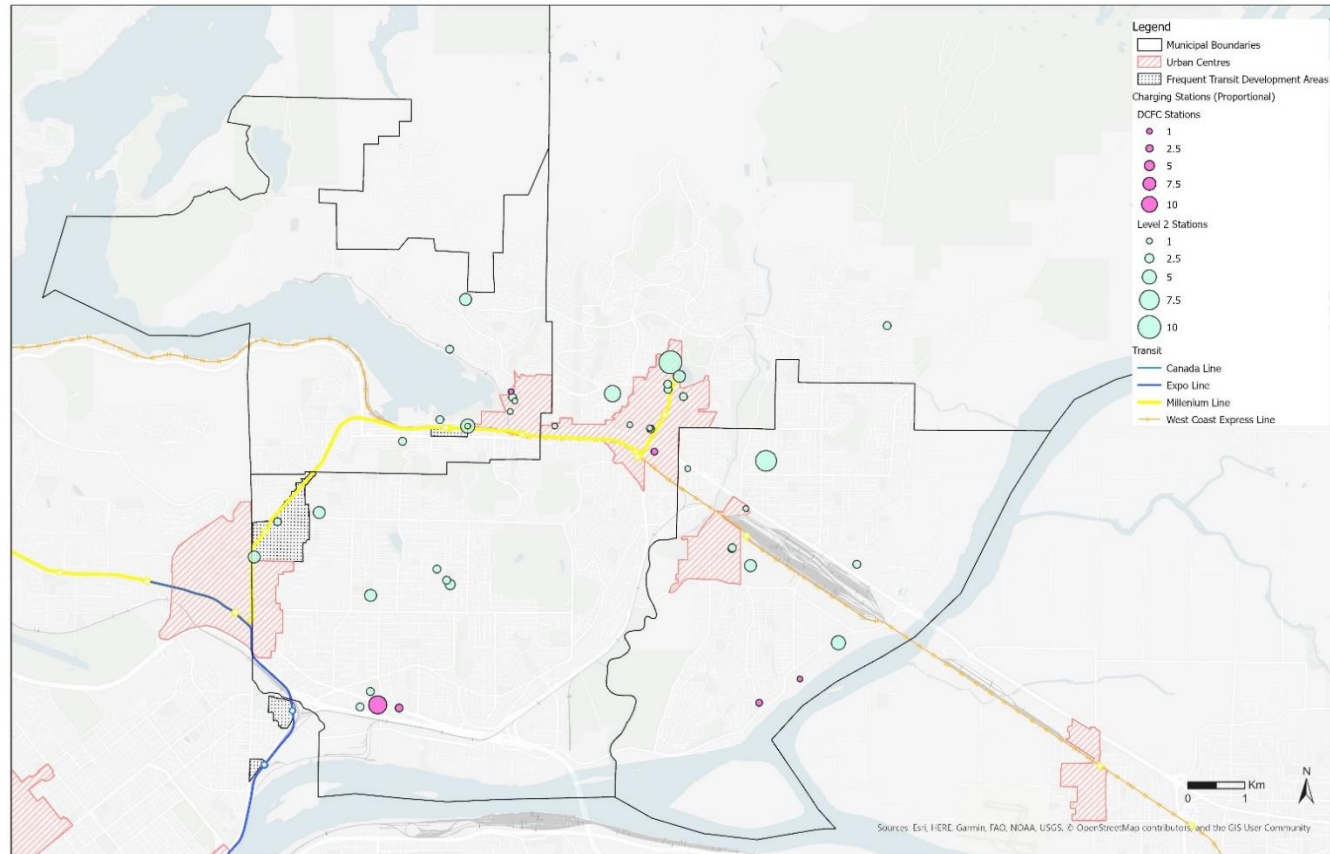 Legend
Municipal Boundaries
Urban Centres
Frequent Transit Development Areas
Charging Stations (Proportional)
DCFC Stations
1
2.5
5
7.5
10
Level 2 Stations
1
2.5
5
7.5
10
Transit
Canada Line
Expo Line
Millenium Line
West Coast Express Line
Km
0 1
N
Sources: Esri, HERE, Garmin, FAO, NOAA, USGS, © OpenStreetMap contributors, and the GIS User Community